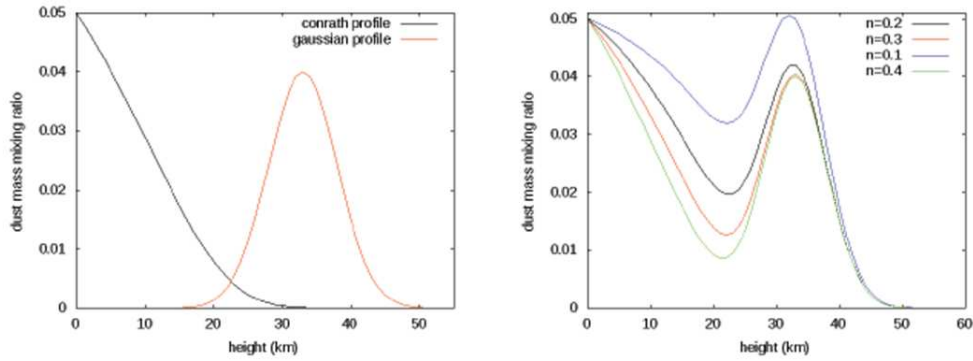 0.05
0.04
0.03
0.02
0.01
0
dust mass mixing ratio
conrath profile
gaussian profile
0 10 20 30 40 50
height (km)
0.05
0.04
0.03
0.02
0.01
0
dust mass mixing ratio
n=0.2
n=0.3
n=0.1
n=0.4
0 10 20 30 40 50 60
height (km)